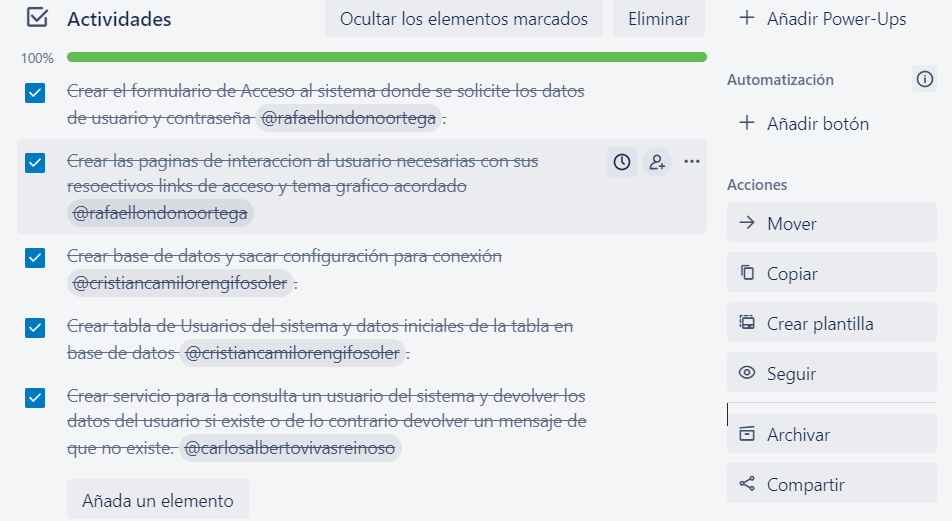 Actividades
Ocultar los elementos marcados
Eliminar
100%
Crear el formulario de Acceso al sistema donde se solicite los datos
de usuario y contraseña @rafaellondonoortega .
Crear las paginas de interaccion al usuario necesarias con sus
resoectivos links de acceso y tema grafico acordado
@rafaellondonoortega
Crear base de datos y sacar configuración para conexión
@cristiancamilorengifosoler .
Crear tabla de Usuarios del sistema y datos iniciales de la tabla en
base de datos @cristiancamilorengifosoler .
Crear servicio para la consulta un usuario del sistema y devolver los
datos del usuario si existe o de lo contrario devolver un mensaje de
que no existe. @carlosalbertovivasreinoso
Añada un elemento
Añadir Power-Ups
Automatización
Añadir botón
Acciones
Mover
Copiar
Crear plantilla
Seguir
Archivar
Compartir